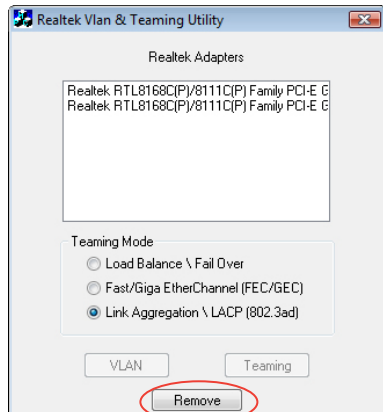 Realtek Vlan & Teaming Utility
Realtek Adapters
Realtek RTL8168C(P)/8111C(P) Family PCI-E G
Realtek RTL8168C(P)/8111C(P) Family PCI-E G
Teaming Mode
Load Balance \ Fail Over
Fast/Giga EtherChannel (FEC/GEC)
Link Aggregation \ LACP (802.3ad)
VLAN Teaming
Remove